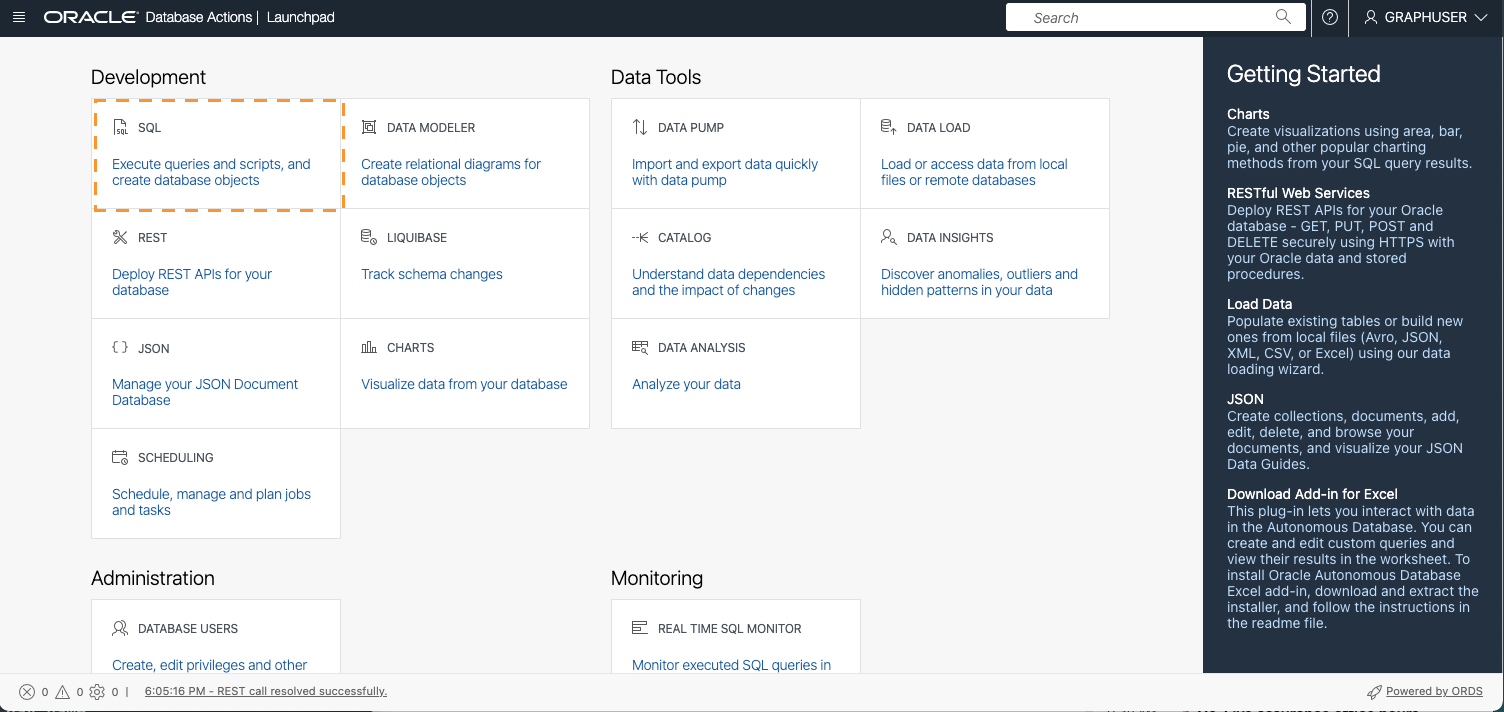 ORACLE Database Actions | Launchpad
Search
GRAPHUSER
Development
SQL
Execute queries and scripts, and
create database objects
DATA MODELER
Create relational diagrams for
database objects
REST
Deploy REST APIs for your
database
LIQUIBASE
Track schema changes
JSON
Manage your JSON Document
Database
CHARTS
Visualize data from your database
SCHEDULING
Schedule, manage and plan jobs
and tasks
Data Tools
DATA PUMP
Import and export data quickly
with data pump
DATA LOAD
Load or access data from local
files or remote databases
CATALOG
Understand data dependencies
and the impact of changes
DATA INSIGHTS
Discover anomalies, outliers and
hidden patterns in your data
DATA ANALYSIS
Analyze your data
Administration
DATABASE USERS
Create, edit privileges and other
Monitoring
REAL TIME SQL MONITOR
Monitor executed SQL queries in
Getting Started
Charts
Create visualizations using area, bar,
pie, and other popular charting
methods from your SQL query results.
RESTful Web Services
Deploy REST APIs for your Oracle
database - GET, PUT, POST and
DELETE securely using HTTPS with
your Oracle data and stored
procedures.
Load Data
Populate existing tables or build new
ones from local files (Avro, JSON,
XML, CSV, or Excel) using our data
loading wizard.
JSON
Create collections, documents, add,
edit, delete, and browse your
documents, and visualize your JSON
Data Guides.
Download Add-in for Excel
This plug-in lets you interact with data
in the Autonomous Database. You can
create and edit custom queries and
view their results in the worksheet. To
install Oracle Autonomous Database
Excel add-in, download and extract the
installer, and follow the instructions in
the readme file.
0 0 0 | 6:05:16 PM - REST call resolved successfully.
Powered by ORDS